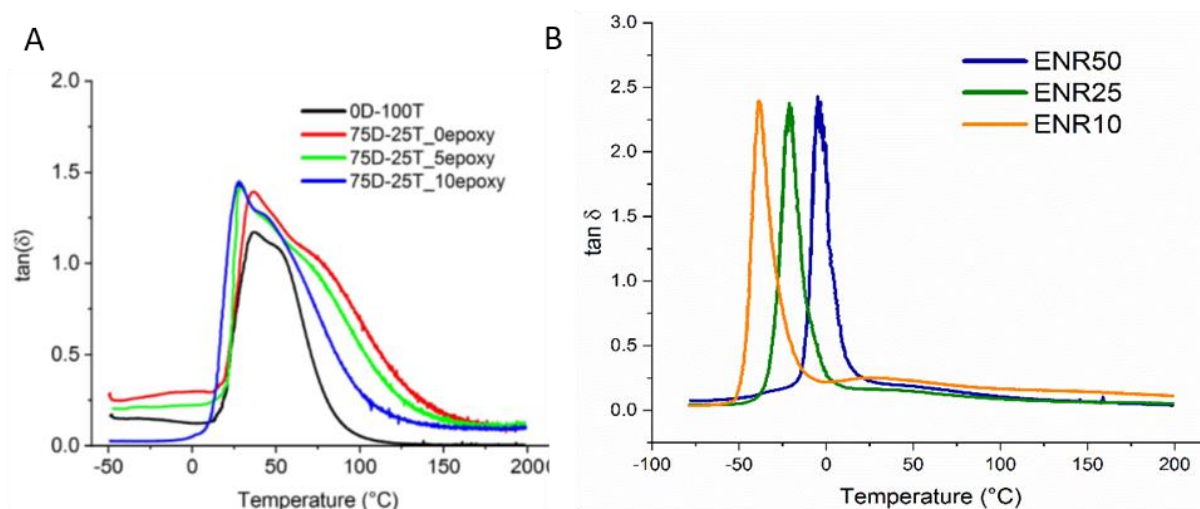 A
2.0
1.5
1.0
0.5
0.0
tan(δ)
0D-100T
75D-25T_0epoxy
75D-25T_5epoxy
75D-25T_10epoxy
-50 0 50 100 150 200
Temperature (°C)
B
3.0
2.5
2.0
1.5
1.0
0.5
0.0
tan δ
ENR50
ENR25
ENR10
-100 -50 0 50 100 150 200
Temperature (°C)